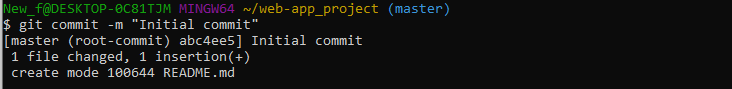 New_f@DESKTOP-0C81TJM MINGW64 ~/web-app_project (master)
$ git commit -m "Initial commit"
[master (root-commit) abc4ee5] Initial commit
 1 file changed, 1 insertion(+)
 create mode 100644 README.md